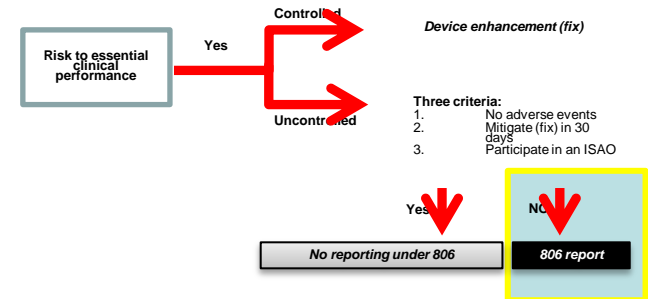 Controlled
Device enhancement (fix)
Yes
Risk to essential
clinical
performance
Three criteria:
1. No adverse events
2. Mitigate (fix) in 30
days
3. Participate in an ISAO
Uncontrolled
Yes
NO
No reporting under 806
806 report